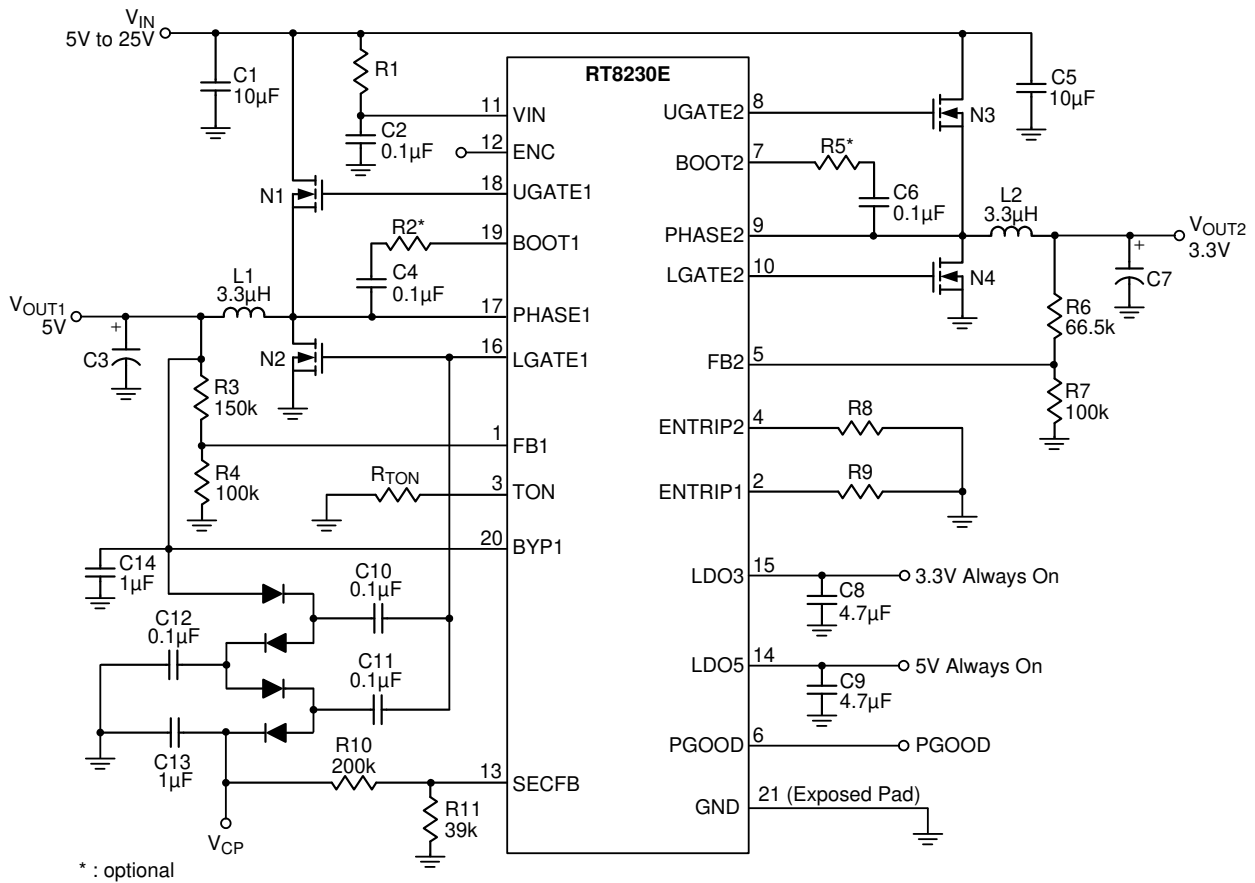 V_IN
5V to 25V
C1
10µF
R1
RT8230E
C5
10µF
11
VIN
C2
0.1µF
12
ENC
UGATE2
8
N3
BOOT2
7
R5*
N1
18
UGATE1
C6
0.1µF
L2
3.3µH
R2*
19
BOOT1
PHASE2
9
V_OUT2
3.3V
C4
0.1µF
LGATE2
10
N4
C7
+
L1
3.3µH
V_OUT1
5V
17
PHASE1
R6
66.5k
+
C3
N2
16
LGATE1
FB2
5
R3
150k
R7
100k
1
FB1
ENTRIP2
4
R8
R4
100k
R_TON
3
TON
ENTRIP1
2
R9
20
BYP1
C14
1µF
LDO3
15
3.3V Always On
C8
4.7µF
C10
0.1µF
C12
0.1µF
C11
0.1µF
LDO5
14
5V Always On
C9
4.7µF
C13
1µF
R10
200k
PGOOD
6
PGOOD
13
SECFB
R11
39k
GND
21 (Exposed Pad)
V_CP
* : optional